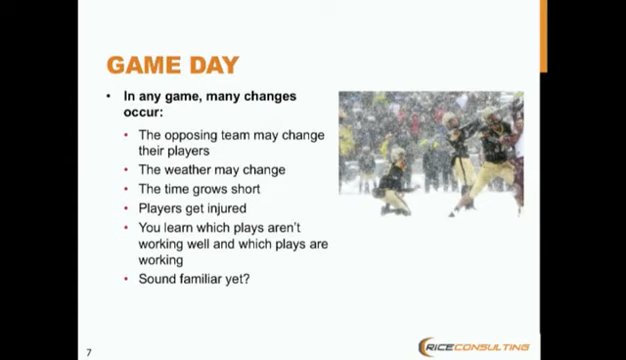 GAME DAY
• In any game, many changes
occur:
• The opposing team may change
their players
• The weather may change
• The time grows short
• Players get injured
• You learn which plays aren't
working well and which plays are
working
• Sound familiar yet?
7
RICECONSULTING